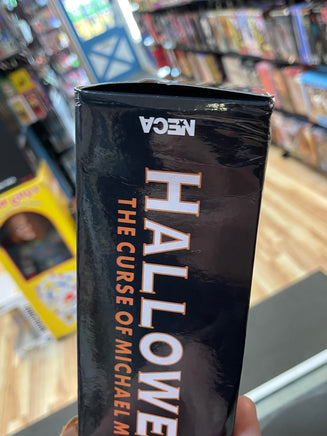 NECA
HALLOWE
THE CURSE OF MICHAEL M